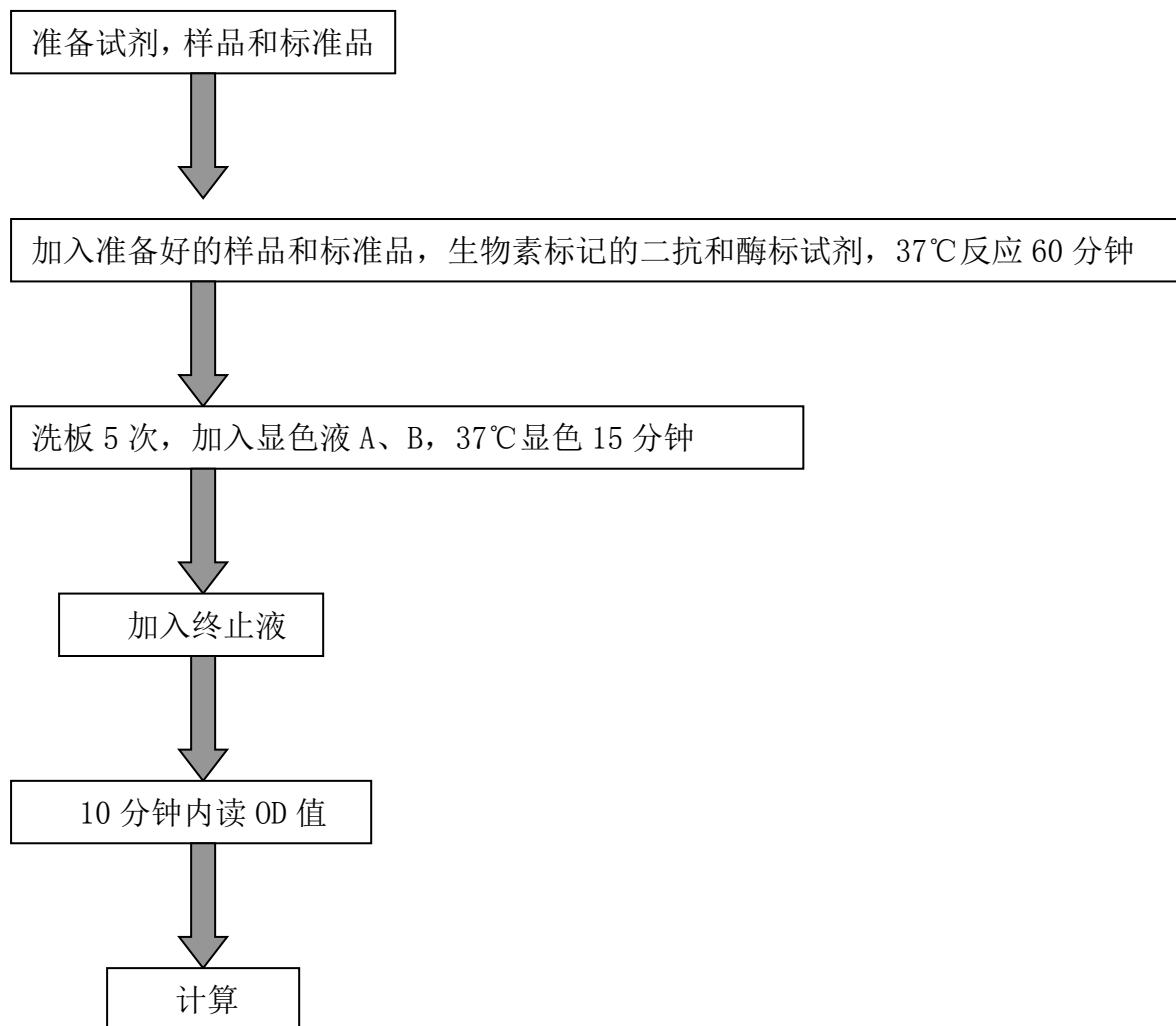 准备试剂，样品和标准品
加入准备好的样品和标准品，生物素标记的二抗和酶标试剂，37℃反应 60 分钟
洗板 5 次，加入显色液 A、B，37℃显色 15 分钟
加入终止液
10 分钟内读 OD 值
计算